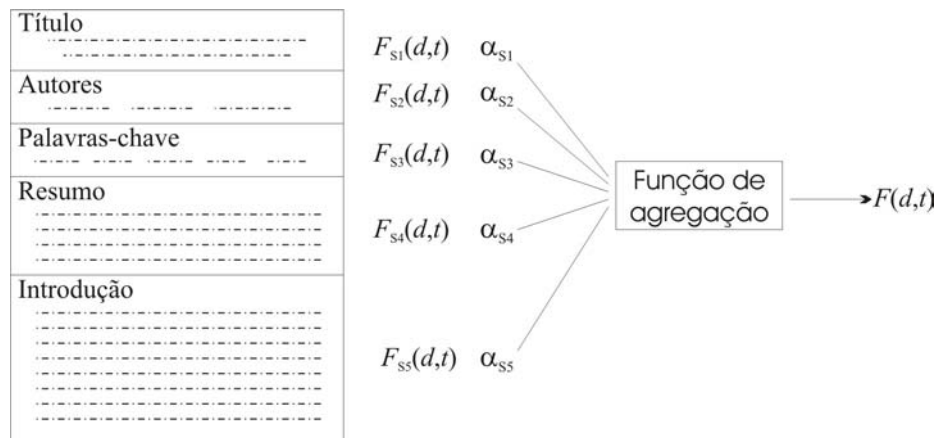 Título
F_S1(d,t) α_S1
Autores
F_S2(d,t) α_S2
Palavras-chave
F_S3(d,t) α_S3
Resumo
F_S4(d,t) α_S4
Introdução
F_S5(d,t) α_S5
Função de
agregação
F(d,t)